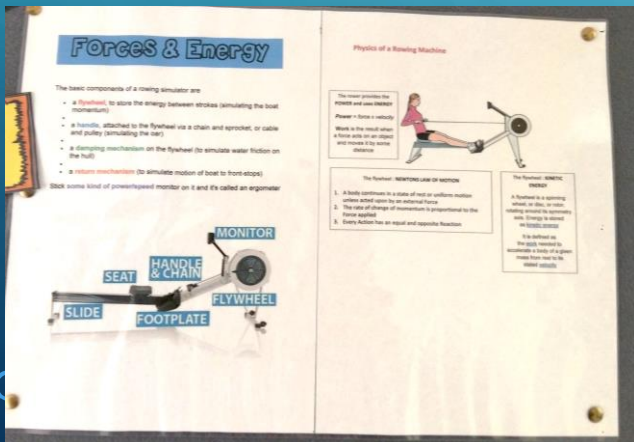 Forces & Energy
The basic components of a rowing simulator are
a flywheel, to store the energy between strokes (simulating the boat
momentum)
a handle, attached to the flywheel via a chain and sprocket, or cable
and pulley (simulating the oar)
a damping mechanism on the flywheel (to simulate water friction on
the hull)
a return mechanism (to simulate motion of boat to front-stops)
Stick some kind of power/speed monitor on it and it's called an ergometer
MONITOR
HANDLE
& CHAIN
SEAT
FLYWHEEL
SLIDE
FOOTPLATE
Physics of a Rowing Machine
The rower provides the
POWER and uses ENERGY
Power = force x velocity
Work is the result when
a force acts on an object
and moves it by some
distance
The flywheel: NEWTONS LAW OF MOTION
1. A body continues in a state of rest or uniform motion
unless acted upon by an external force
2. The rate of change of momentum is proportional to the
Force applied
3. Every Action has an equal and opposite Reaction
The flywheel: KINETIC
ENERGY
A flywheel is a spinning
wheel, or disc, or rotor,
rotating around its symmetry
axis. Energy is stored
as kinetic energy
It is defined as
the work needed to
accelerate a body of a given
mass from rest to its
stated velocity